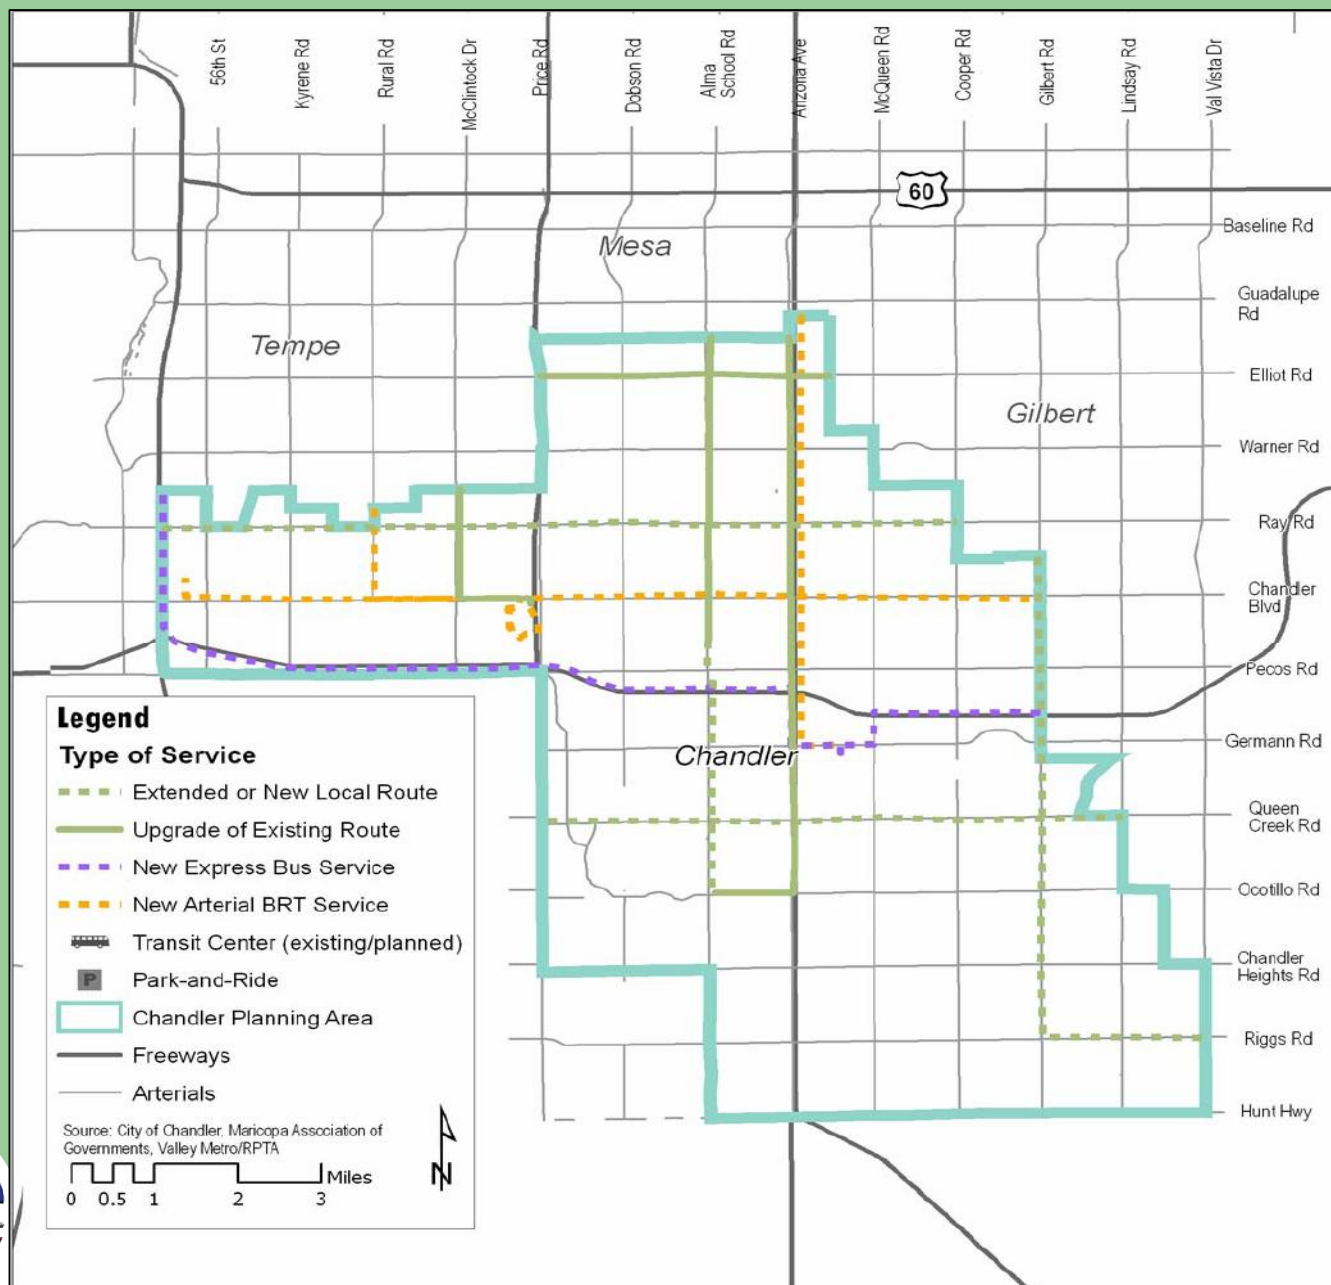 56th St
Kyrene Rd
Rural Rd
McClintock Dr
Price Rd
Dobson Rd
Alma
School Rd
Arizona Ave
McQueen Rd
Cooper Rd
Gilbert Rd
Lindsay Rd
Val Vista Dr
60
Baseline Rd
Mesa
Guadalupe
Rd
Tempe
Elliot Rd
Gilbert
Warner Rd
Ray Rd
Chandler
Blvd
Pecos Rd
Germann Rd
Chandler
Queen
Creek Rd
Ocotillo Rd
Chandler
Heights Rd
Riggs Rd
Hunt Hwy
Legend
Type of Service
Extended or New Local Route
Upgrade of Existing Route
New Express Bus Service
New Arterial BRT Service
Transit Center (existing/planned)
P Park-and-Ride
Chandler Planning Area
Freeways
Arterials
Source: City of Chandler, Maricopa Association of
Governments, Valley Metro/RPTA
Miles
0 0.5 1 2 3
N